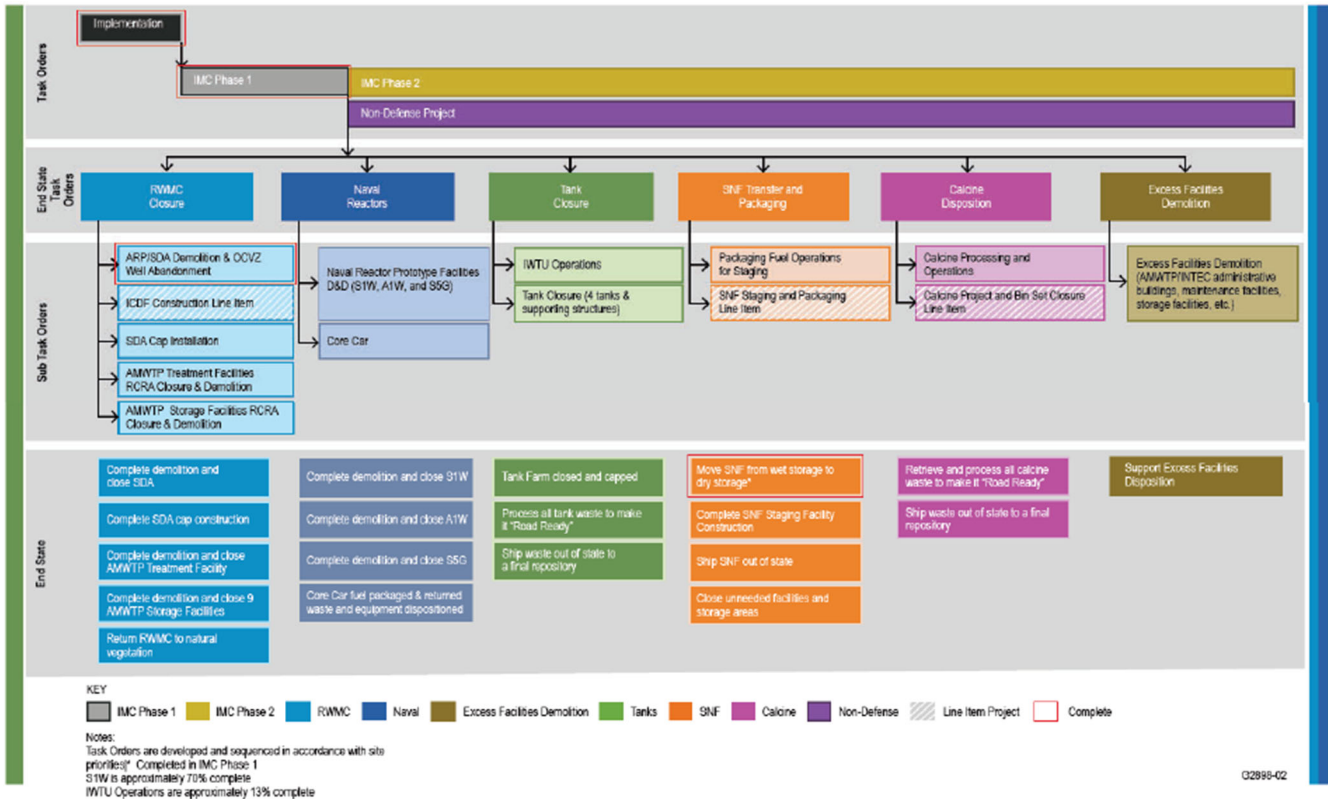 Task Orders
Implementation
IMC Phase 1
IMC Phase 2
Non-Defense Project
End State
Task
Orders
RWMC
Closure
Naval
Reactors
Tank
Closure
SNF Transfer and
Packaging
Calcine
Disposition
Excess Facilities
Demolition
Sub Task Orders
ARP/SDA Demolition & OCVZ
Well Abandonment
ICDF Construction Line Item
SDA Cap Installation
AMWTP Treatment Facilities
RCRA Closure & Demolition
AMWTP Storage Facilities RCRA
Closure & Demolition
Naval Reactor Prototype Facilities
D&D (S1W, A1W, and S5G)
Core Car
IWTU Operations
Tank Closure (4 tanks &
supporting structures)
Packaging Fuel Operations
for Staging
SNF Staging and Packaging
Line Item
Calcine Processing and
Operations
Calcine Project and Bin Set Closure
Line Item
Excess Facilities Demolition
(AMWTP/INTEC administrative
buildings, maintenance facilities,
storage facilities, etc.)
End State
Complete demolition and
close SDA
Complete SDA cap construction
Complete demolition and close
AMWTP Treatment Facility
Complete demolition and close 9
AMWTP Storage Facilities
Return RWMC to natural
vegetation
Complete demolition and close S1W
Complete demolition and close A1W
Complete demolition and close S5G
Core Car fuel packaged & returned
waste and equipment dispositioned
Tank Farm closed and capped
Process all tank waste to make
it "Road Ready"
Ship waste out of state to
a final repository
Move SNF from wet storage to
dry storage*
Complete SNF Staging Facility
Construction
Ship SNF out of state
Close unneeded facilities and
storage areas
Retrieve and process all calcine
waste to make it "Road Ready"
Ship waste out of state to a final
repository
Support Excess Facilities
Disposition
KEY
IMC Phase 1
IMC Phase 2
RWMC
Naval
Excess Facilities Demolition
Tanks
SNF
Calcine
Non-Defense
Line Item Project
Complete
Notes:
Task Orders are developed and sequenced in accordance with site
priorities)* Completed in IMC Phase 1
S1W is approximately 70% complete
IWTU Operations are approximately 13% complete
G2898-02